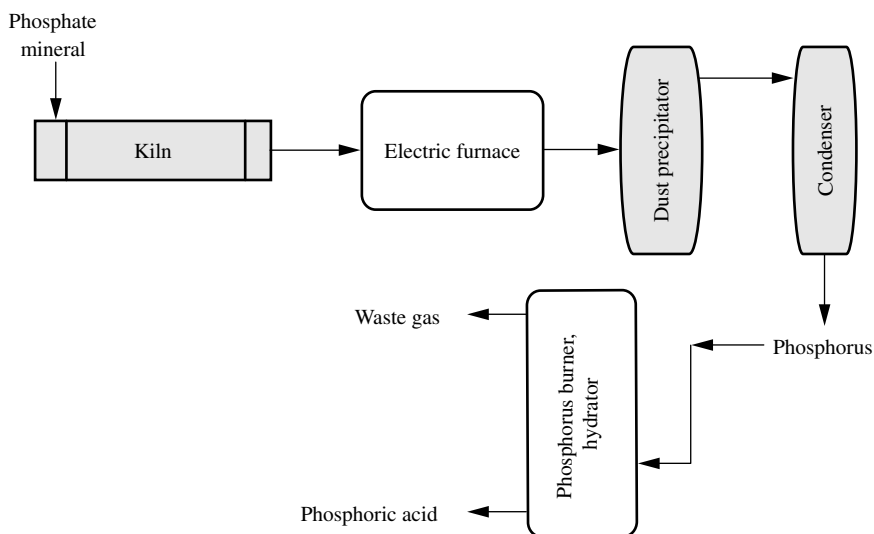 Phosphate
mineral
Kiln
Electric furnace
Dust precipitator
Condenser
Phosphorus
Waste gas
Phosphorus burner,
hydrator
Phosphoric acid